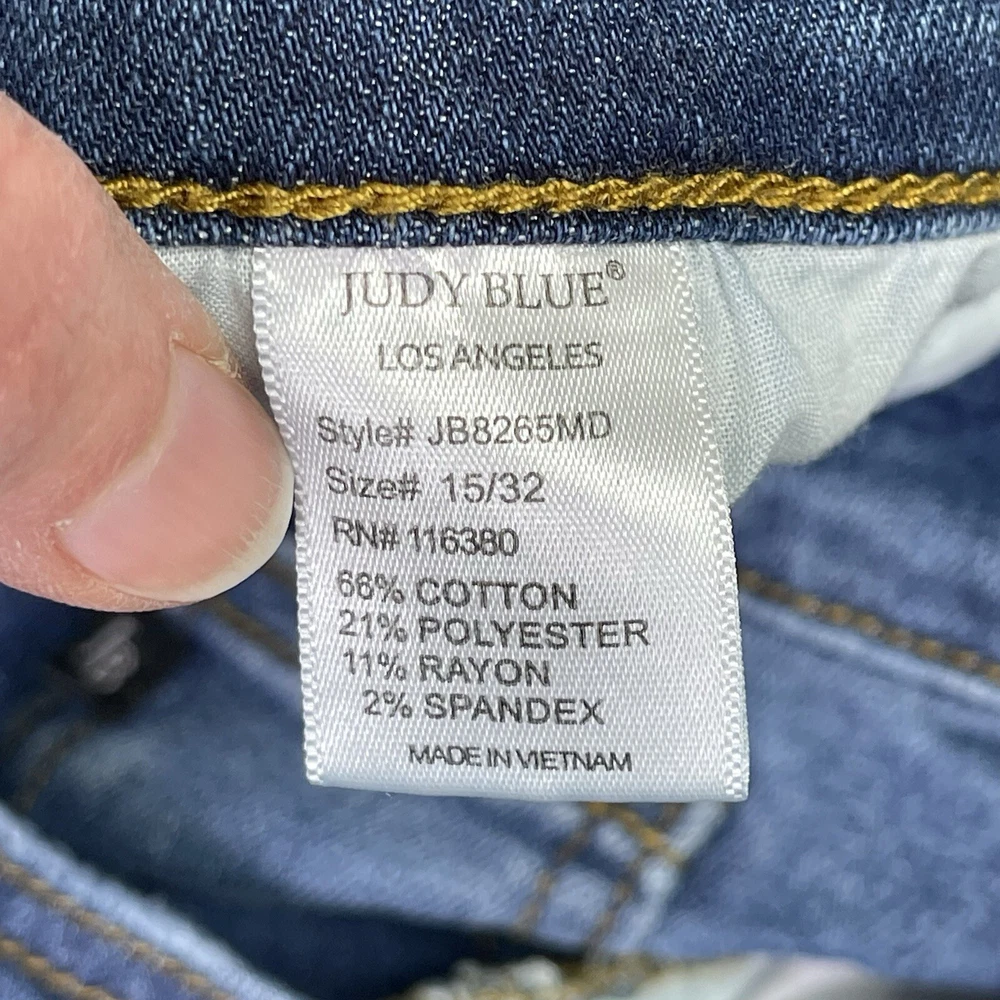 JUDY BLUE®
LOS ANGELES
Style# JB8265MD
Size# 15/32
RN# 116380
66% COTTON
21% POLYESTER
11% RAYON
2% SPANDEX
MADE IN VIETNAM